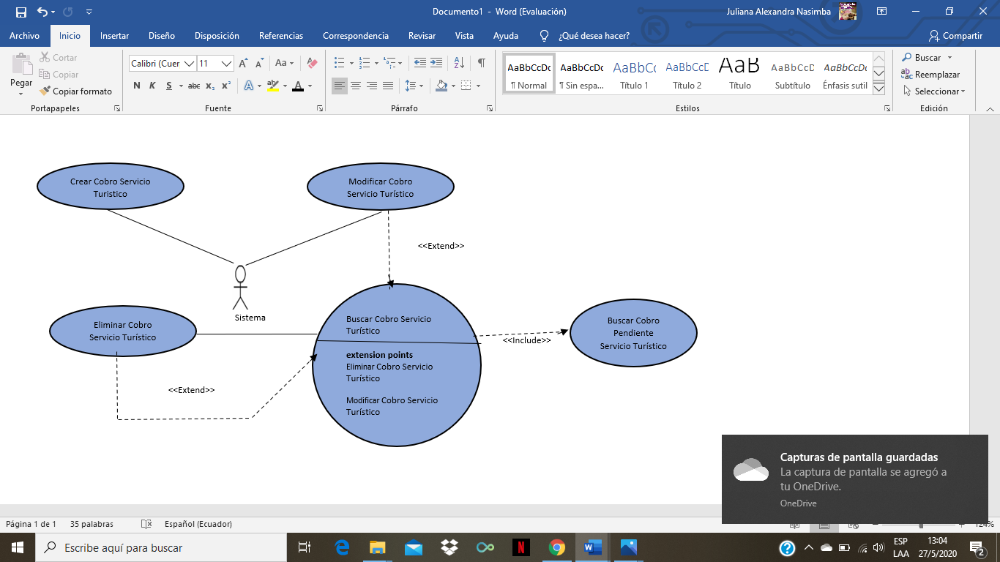 Documento1 - Word (Evaluación)
Juliana Alexandra Nasimba
Archivo Inicio Insertar Diseño Disposición Referencias Correspondencia Revisar Vista Ayuda ¿Qué desea hacer? Compartir
Pegar
Cortar
Copiar
Copiar formato
Portapapeles
Calibri (Cuer 11
Aa
N K S abc x₂ x²
Fuente
Párrafo
AaBbCcDc AaBbCcDc AaBbCc AaBbCcD AaB AaBbCcD AaBbCcDc
¶ Normal ¶ Sin espa... Título 1 Título 2 Título Subtítulo Énfasis sutil
Estilos
Buscar
Reemplazar
Seleccionar
Edición
Crear Cobro Servicio
Turistico
Modificar Cobro
Servicio Turístico
<<Extend>>
Sistema
Eliminar Cobro
Servicio Turístico
<<Extend>>
Buscar Cobro Servicio
Turístico
extension points
Eliminar Cobro Servicio
Turístico
Modificar Cobro Servicio
Turístico
<<Include>>
Buscar Cobro
Pendiente
Servicio Turístico
Capturas de pantalla guardadas
La captura de pantalla se agregó a
tu OneDrive.
OneDrive
Página 1 de 1 35 palabras Español (Ecuador)
124%
Escribe aquí para buscar
ESP
LAA
13:04
27/5/2020
2